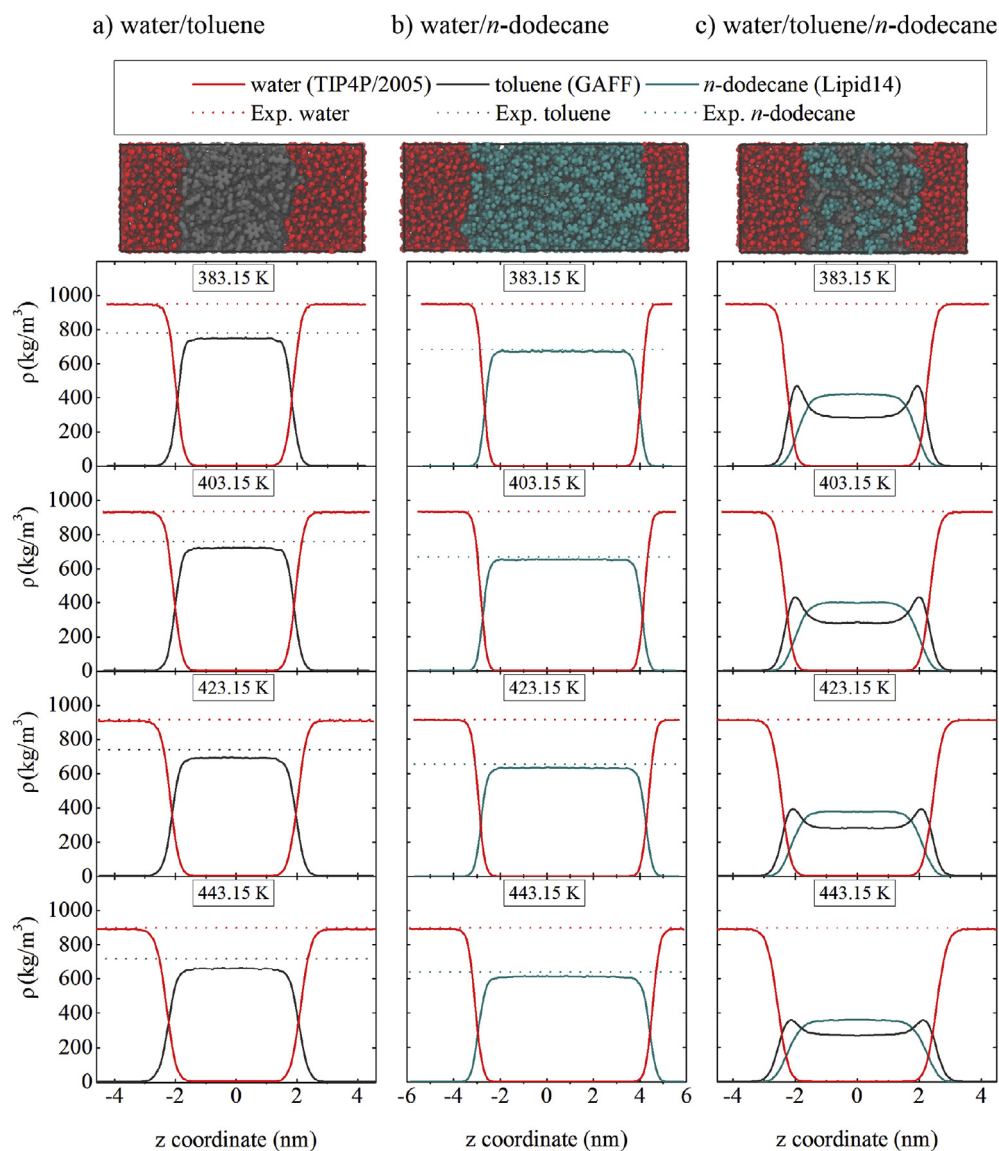 a) water/toluene
b) water/n-dodecane
c) water/toluene/n-dodecane
water (TIP4P/2005)
toluene (GAFF)
n-dodecane (Lipid14)
Exp. water
Exp. toluene
Exp. n-dodecane
383.15 K
383.15 K
383.15 K
1000
800
600
400
200
0
ρ (kg/m³)
403.15 K
403.15 K
403.15 K
1000
800
600
400
200
0
ρ (kg/m³)
423.15 K
423.15 K
423.15 K
1000
800
600
400
200
0
ρ (kg/m³)
443.15 K
443.15 K
443.15 K
1000
800
600
400
200
0
ρ (kg/m³)
-4 -2 0 2 4
-6 -4 -2 0 2 4 6
-4 -2 0 2 4
z coordinate (nm)
z coordinate (nm)
z coordinate (nm)